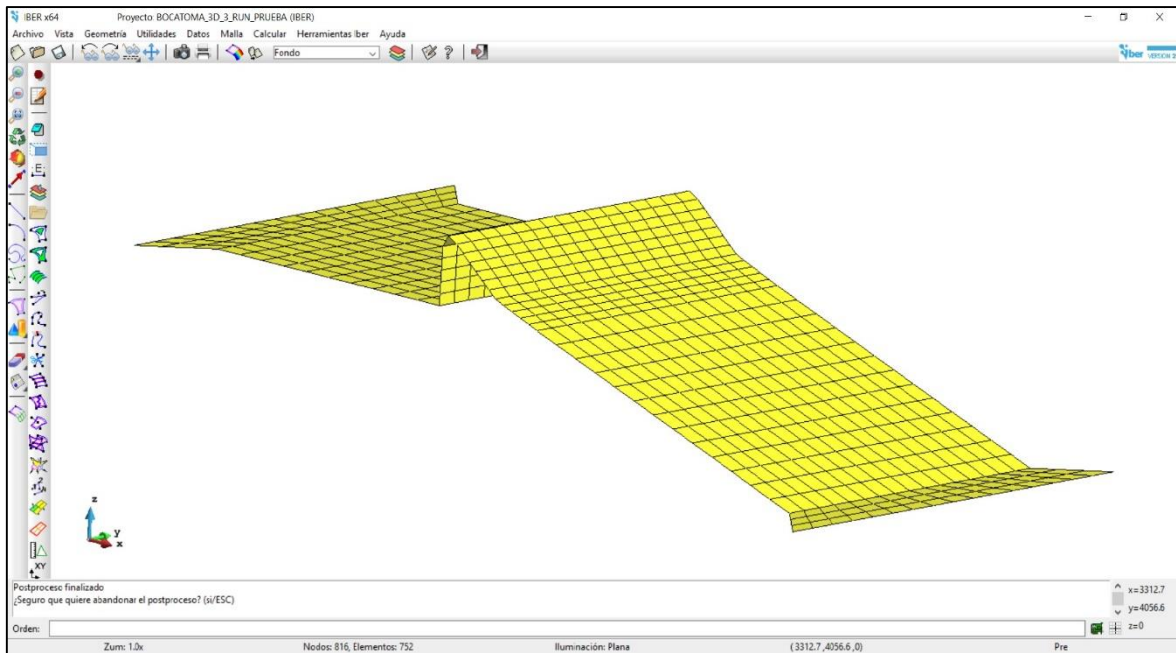 IBER x64 Proyecto BOCATOMA_3D_3_RUN_PRUEBA (IBER)
Archivo Vista Geometría Utilidades Datos Malla Calcular Herramientas Iber Ayuda
Fondo
iber VERSION
E
z
y
x
XY
Postproceso finalizado
¿Seguro que quiere abandonar el postproceso? (si/ESC)
x=3312.7
y=4056.6
z=0
Orden:
Zum: 1.0x Nodos: 816, Elementos: 752 Iluminación: Plana (3312.7 ,4056.6 ,0) Pre